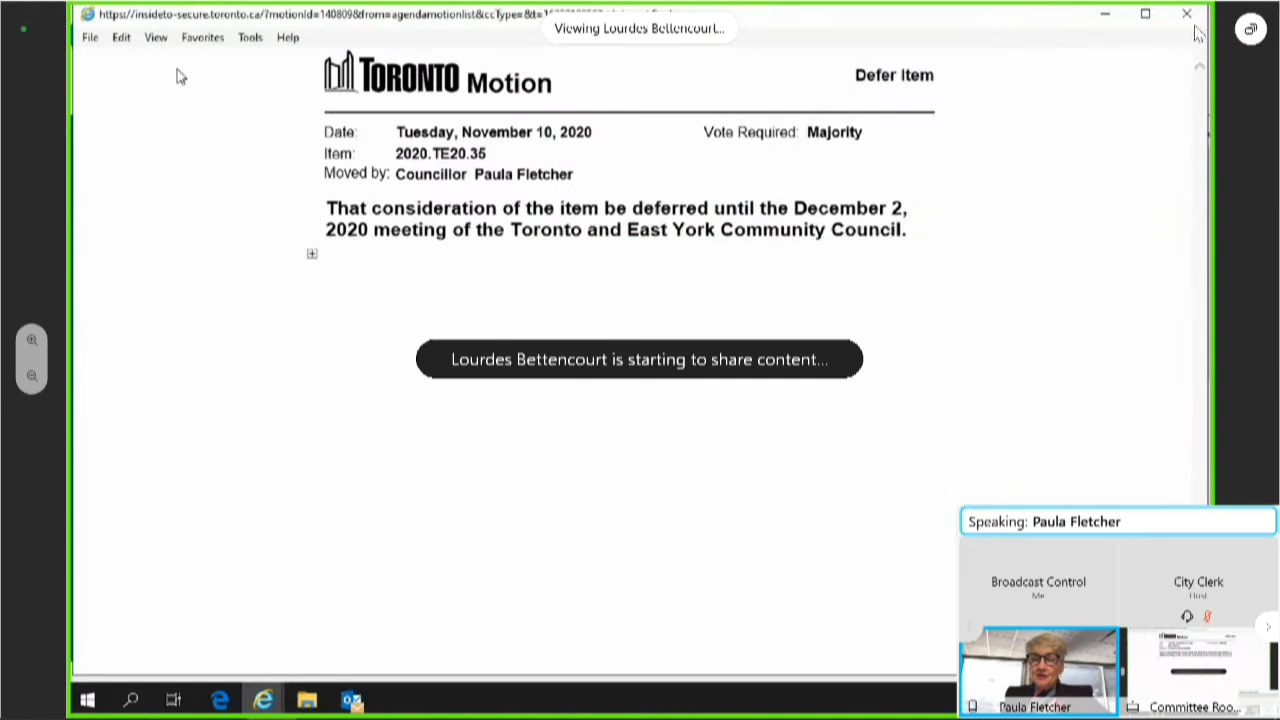 Viewing Lourdes Bettencourt...
File Edit View Favorites Tools Help
TORONTO Motion
Defer Item
Date: Tuesday, November 10, 2020
Vote Required: Majority
Item: 2020.TE20.35
Moved by: Councillor Paula Fletcher
That consideration of the item be deferred until the December 2,
2020 meeting of the Toronto and East York Community Council.
Lourdes Bettencourt is starting to share content...
Speaking: Paula Fletcher
Broadcast Control
Me
City Clerk
Host
Paula Fletcher
Committee Roo...